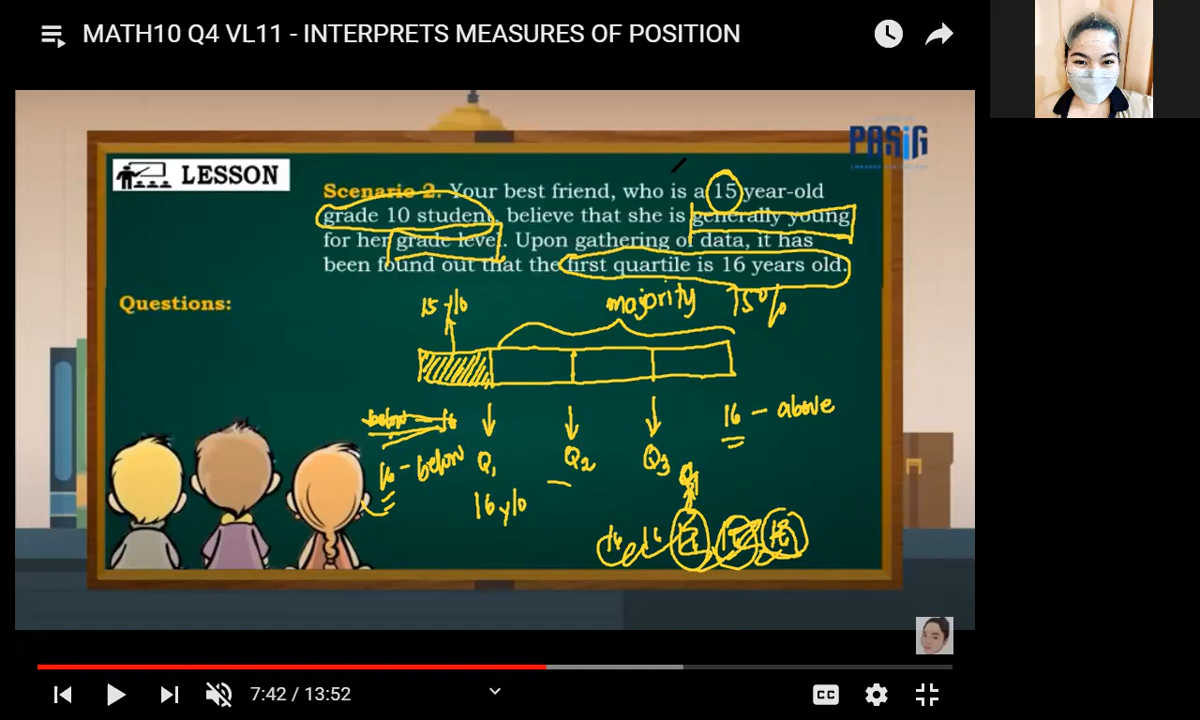 MATH10 Q4 VL11 - INTERPRETS MEASURES OF POSITION
PASIG
LESSON
Scenario 2. Your best friend, who is a 15 year-old
grade 10 student, believe that she is generally young
for her grade level. Upon gathering of data, it has
been found out that the first quartile is 16 years old.
Questions:
15 y/o
majority 75%
16 - above
16 - below
Q1
Q2
Q3
16 y/o
7:42 / 13:52
CC